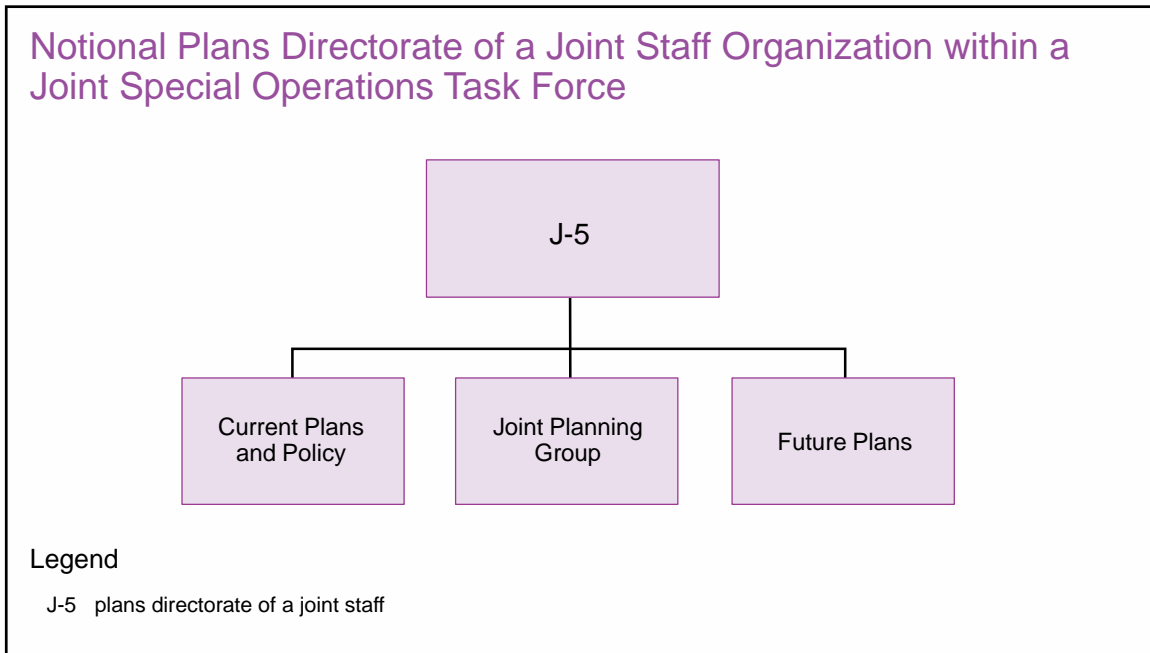 Notional Plans Directorate of a Joint Staff Organization within a
Joint Special Operations Task Force
J-5
Current Plans
and Policy
Joint Planning
Group
Future Plans
Legend
J-5 plans directorate of a joint staff